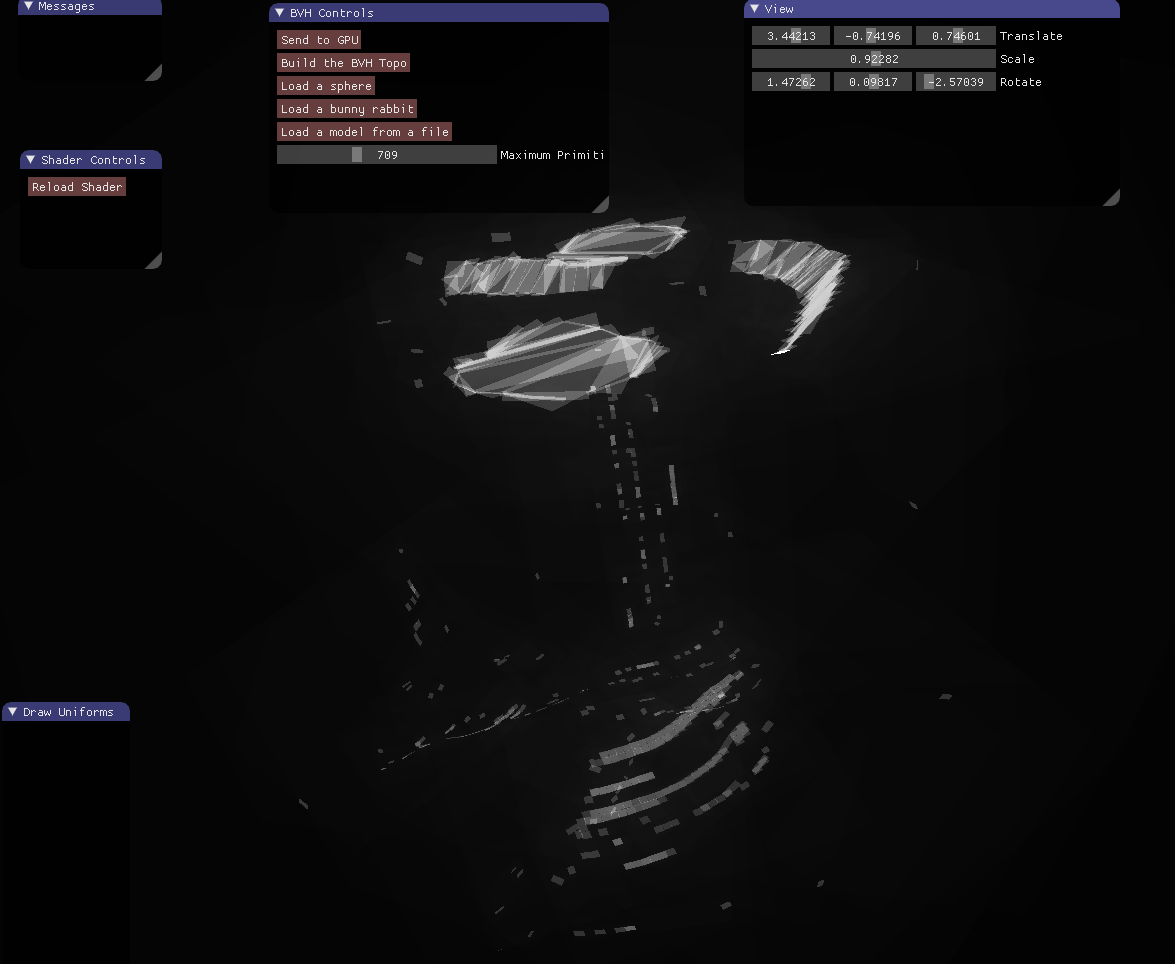 Messages
BVH Controls
Send to GPU
Build the BVH Topo
Load a sphere
Load a bunny rabbit
Load a model from a file
709 Maximum Primiti
View
3.44213 -0.74196 0.74601 Translate
0.92282 Scale
1.47262 0.09817 -2.57039 Rotate
Shader Controls
Reload Shader
Draw Uniforms